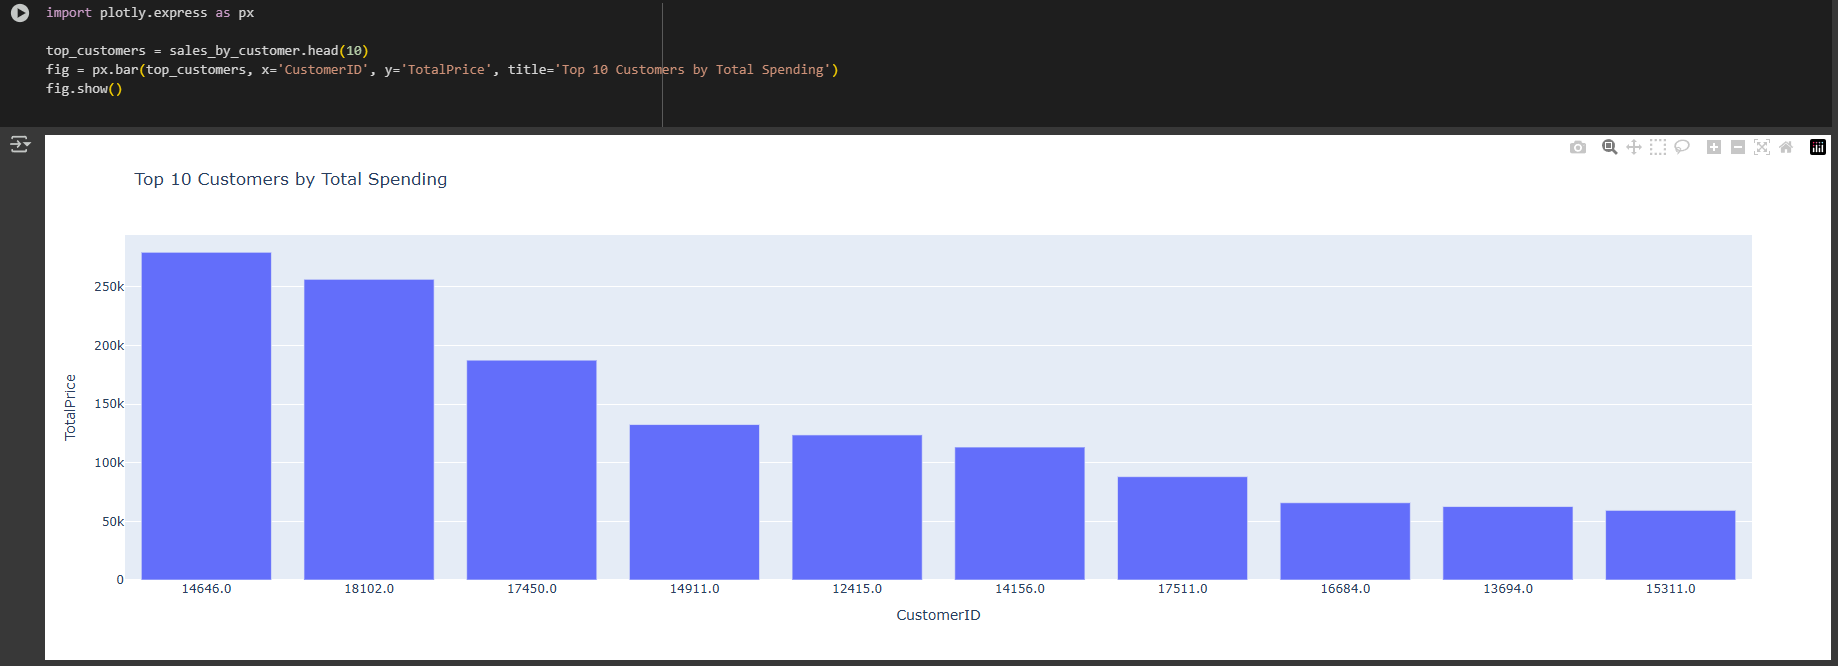 import plotly.express as px
top_customers = sales_by_customer.head(10)
fig = px.bar(top_customers, x='CustomerID', y='TotalPrice', title='Top 10 Customers by Total Spending')
fig.show()
Top 10 Customers by Total Spending
250k
200k
150k
100k
50k
0
TotalPrice
14646.0 18102.0 17450.0 14911.0 12415.0 14156.0 17511.0 16684.0 13694.0 15311.0
CustomerID